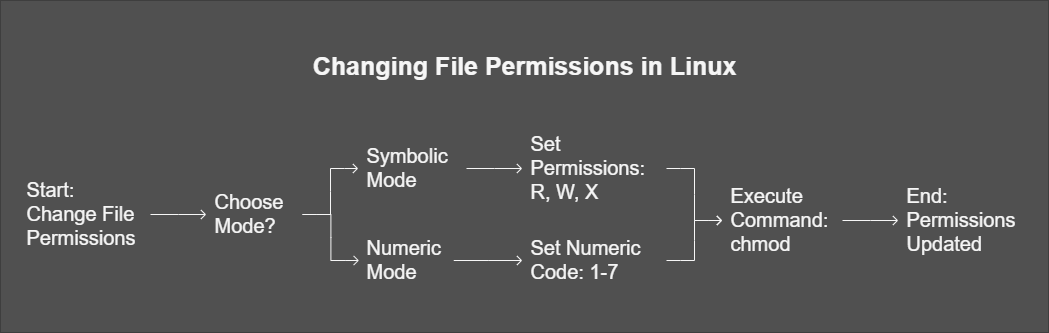 Changing File Permissions in Linux
Start:
Change File
Permissions
Choose
Mode?
Symbolic
Mode
Set
Permissions:
R, W, X
Numeric
Mode
Set Numeric
Code: 1-7
Execute
Command:
chmod
End:
Permissions
Updated